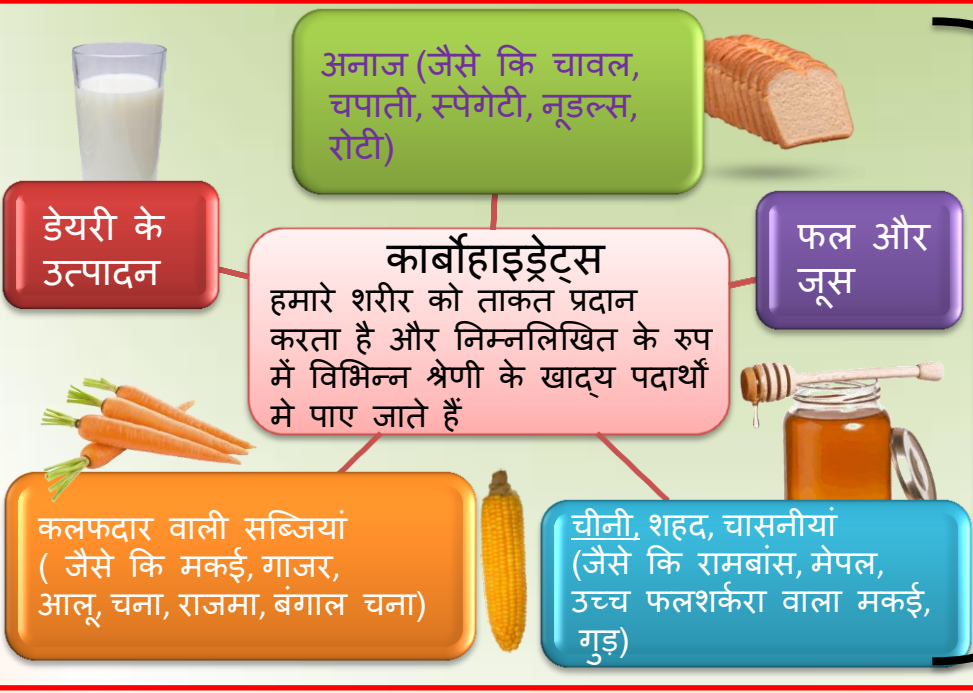 अनाज (जैसे कि चावल,
चपाती, स्पेगेटी, नूडल्स,
रोटी)
डेयरी के
उत्पादन
फल और
जूस
कार्बोहाइड्रेट्स
हमारे शरीर को ताकत प्रदान
करता है और निम्नलिखित के रुप
में विभिन्न श्रेणी के खाद्य पदार्थों
मे पाए जाते हैं
कलफदार वाली सब्जियां
( जैसे कि मकई, गाजर,
आलू, चना, राजमा, बंगाल चना)
चीनी, शहद, चासनीयां
(जैसे कि रामबांस, मेपल,
उच्च फलशर्करा वाला मकई,
गुड़)